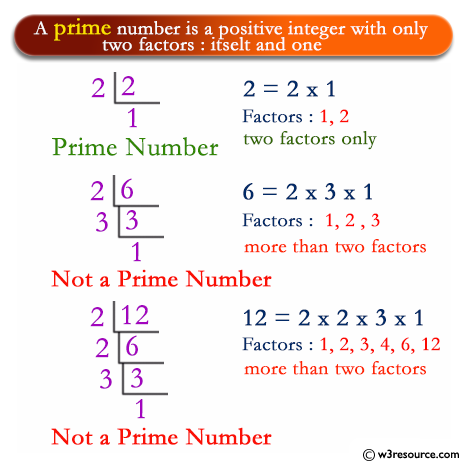 A prime number is a positive integer with only
two factors : itselt and one
2 2
1
Prime Number
2 = 2 x 1
Factors : 1, 2
two factors only
2 6
3 3
1
Not a Prime Number
6 = 2 x 3 x 1
Factors : 1, 2 , 3
more than two factors
2 12
2 6
3 3
1
Not a Prime Number
12 = 2 x 2 x 3 x 1
Factors : 1, 2, 3, 4, 6, 12
more than two factors
© w3resource.com